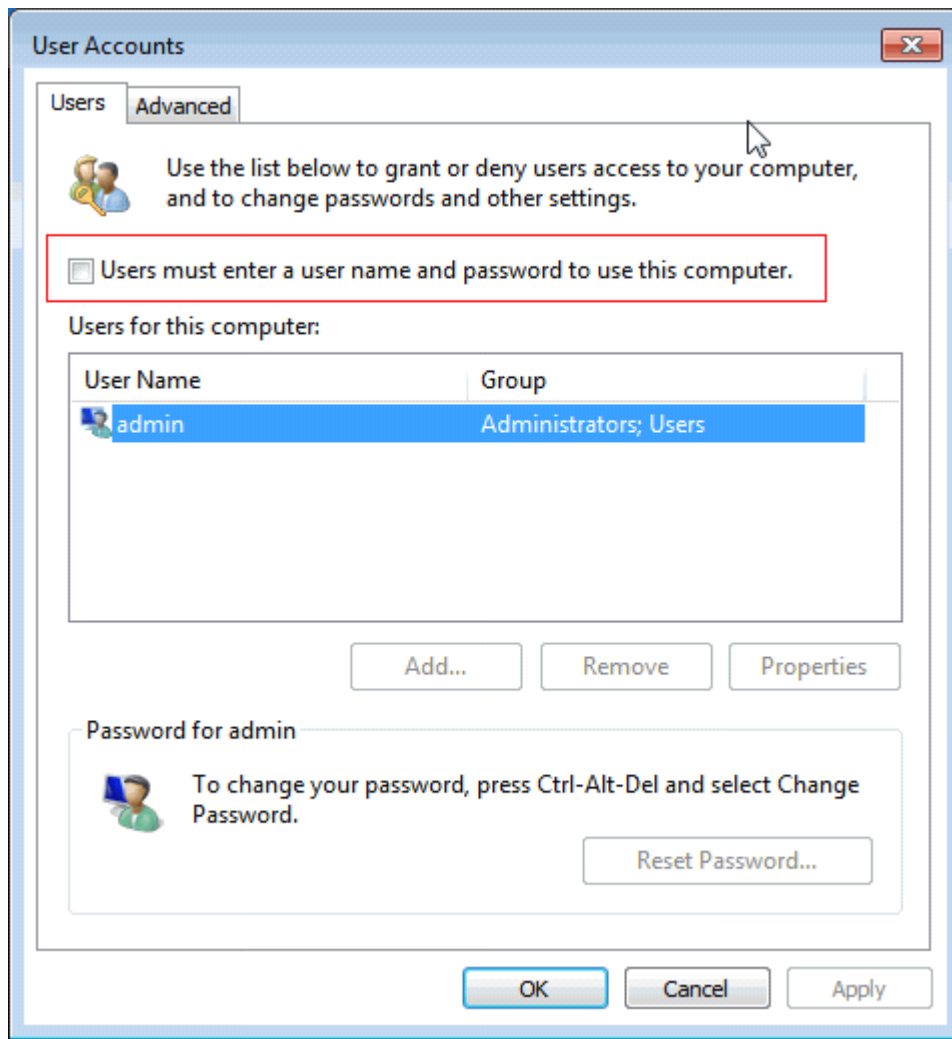 User Accounts
Users
Advanced
Use the list below to grant or deny users access to your computer,
and to change passwords and other settings.
Users must enter a user name and password to use this computer.
Users for this computer:
User Name Group
admin Administrators; Users
Add... Remove Properties
Password for admin
To change your password, press Ctrl-Alt-Del and select Change
Password.
Reset Password...
OK Cancel Apply